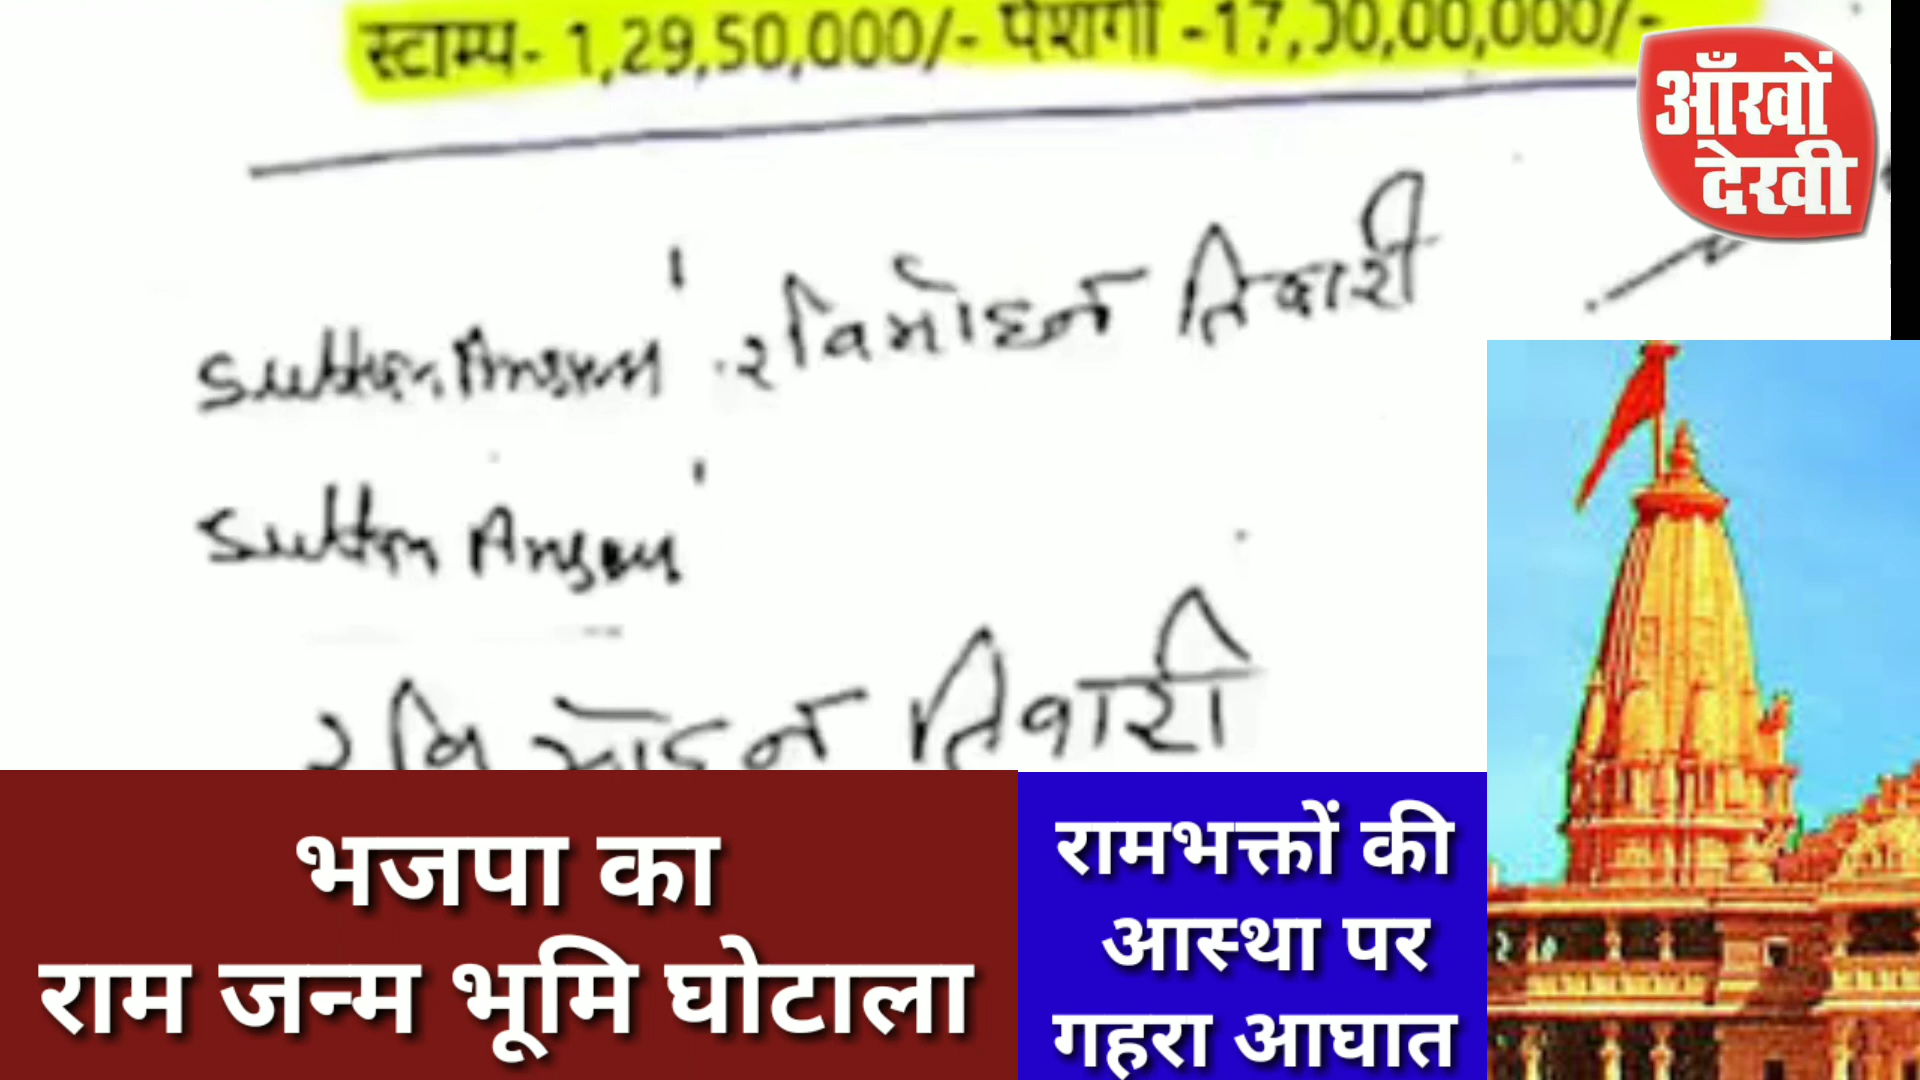 स्टाम्प- 1,29,50,000/- पेशगी -17,00,00,000/-
आँखों
देखी
Sultan Ansari रविमोहन तिवारी
Sultan Ansari
रवि मोहन तिवारी
भजपा का
राम जन्म भूमि घोटाला
रामभक्तों की
आस्था पर
गहरा आघात